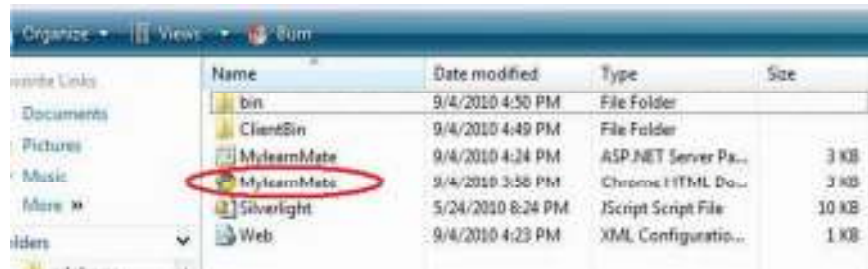 Organize Views Burn
Name Date modified Type Size
Favorite Links
bin 9/4/2010 4:50 PM File Folder
Documents
ClientBin 9/4/2010 4:49 PM File Folder
Pictures
MylearnMate 9/4/2010 4:24 PM ASP.NET Server Pa... 3 KB
Music
MylearnMate 9/4/2010 3:58 PM Chrome HTML Do... 3 KB
More »
Silverlight 5/24/2010 8:24 PM JScript Script File 10 KB
Web 9/4/2010 4:23 PM XML Configuratio... 1 KB
olders